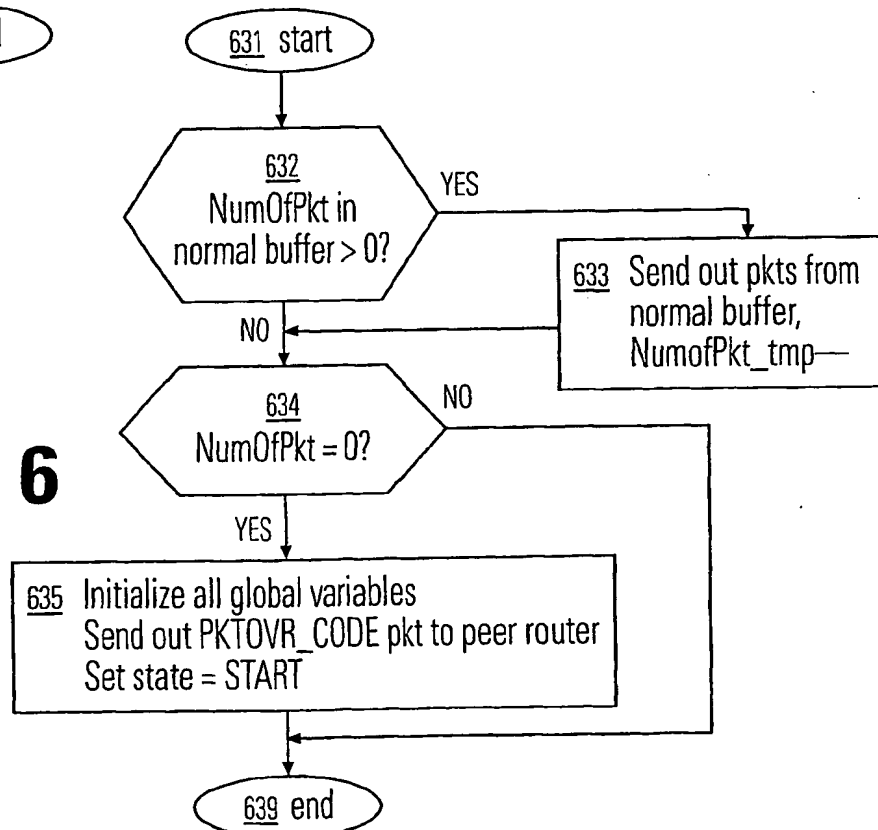 631 start
632
NumOfPkt in
normal buffer > 0?
YES
633 Send out pkts from
normal buffer,
NumofPkt_tmp—
NO
634
NumOfPkt = 0?
NO
6
YES
635 Initialize all global variables
Send out PKTOVR_CODE pkt to peer router
Set state = START
639 end